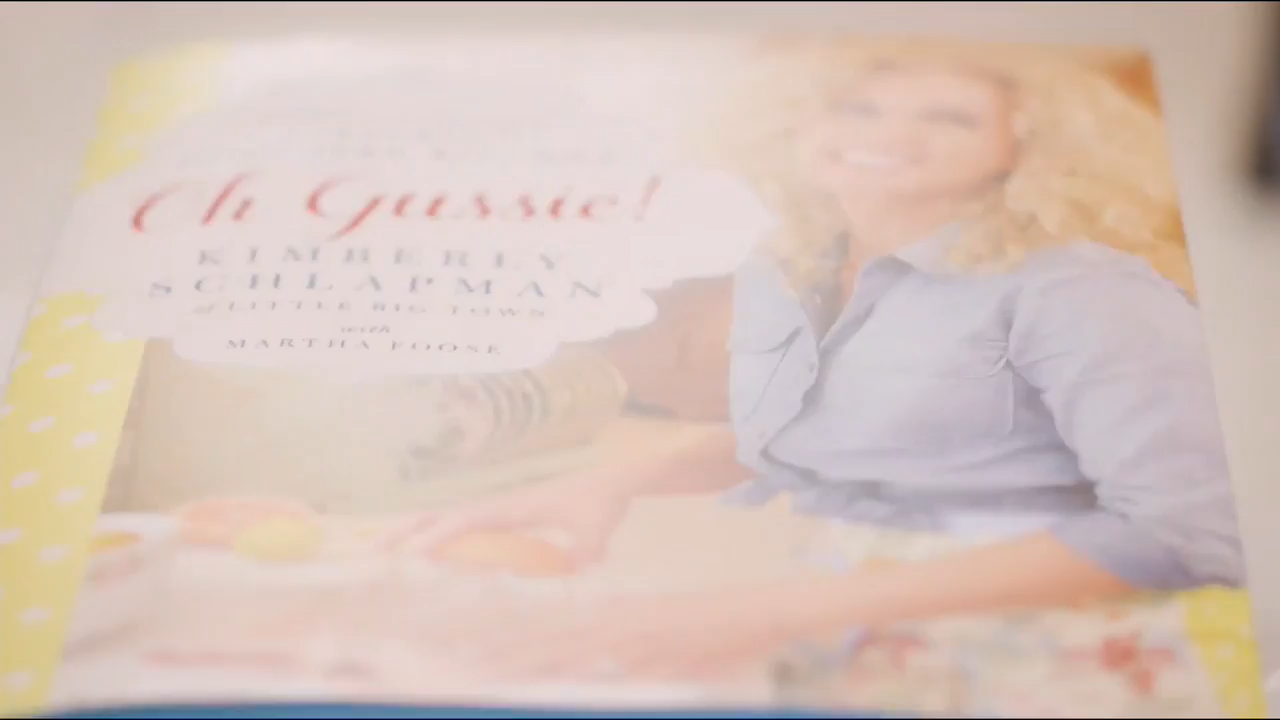 Oh Gussie!
KIMBERLY
SCHLAPMAN
of LITTLE BIG TOWN
with
MARTHA FOOSE